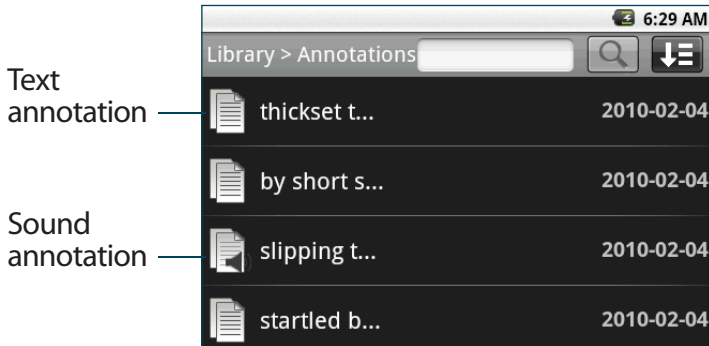 6:29 AM
Library > Annotations
Text
annotation
thickset t...
2010-02-04
by short s...
2010-02-04
Sound
annotation
slipping t...
2010-02-04
startled b...
2010-02-04